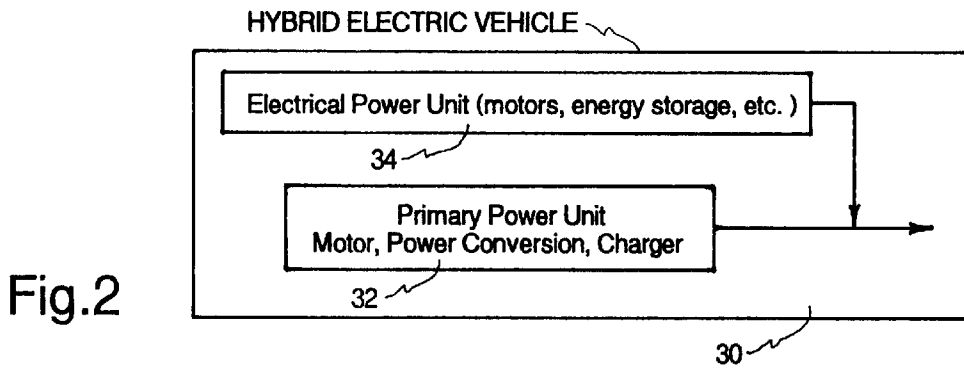 HYBRID ELECTRIC VEHICLE
Electrical Power Unit (motors, energy storage, etc. )
34
Primary Power Unit
Motor, Power Conversion, Charger
32
Fig.2
30